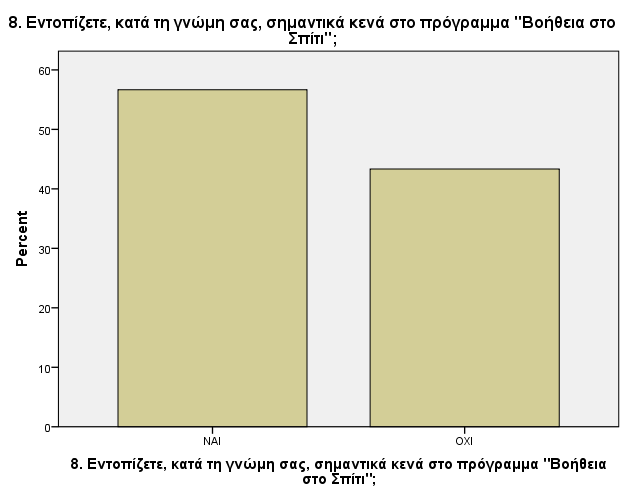 8. Εντοπίζετε, κατά τη γνώμη σας, σημαντικά κενά στο πρόγραμμα "Βοήθεια στο
Σπίτι";
60
50
40
30
20
10
0
Percent
ΝΑΙ
ΟΧΙ
8. Εντοπίζετε, κατά τη γνώμη σας, σημαντικά κενά στο πρόγραμμα "Βοήθεια
στο Σπίτι";